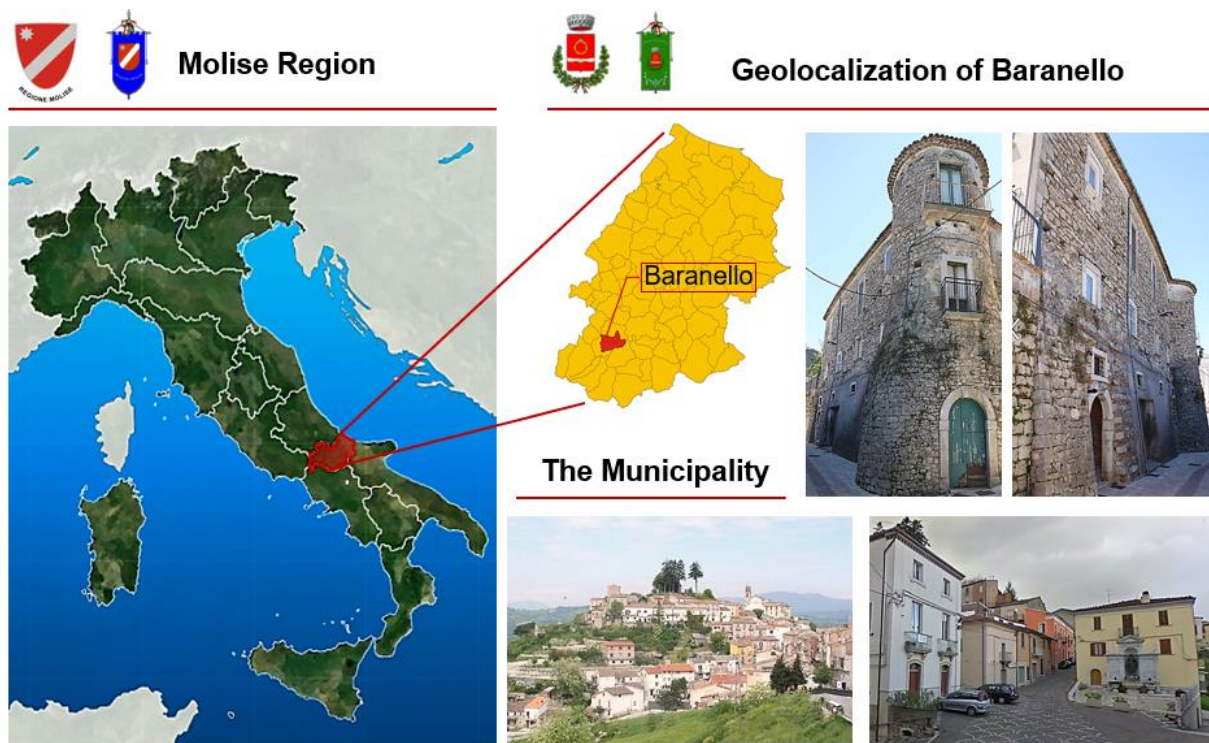 REGIONE MOLISE
Molise Region
Geolocalization of Baranello
Baranello
The Municipality